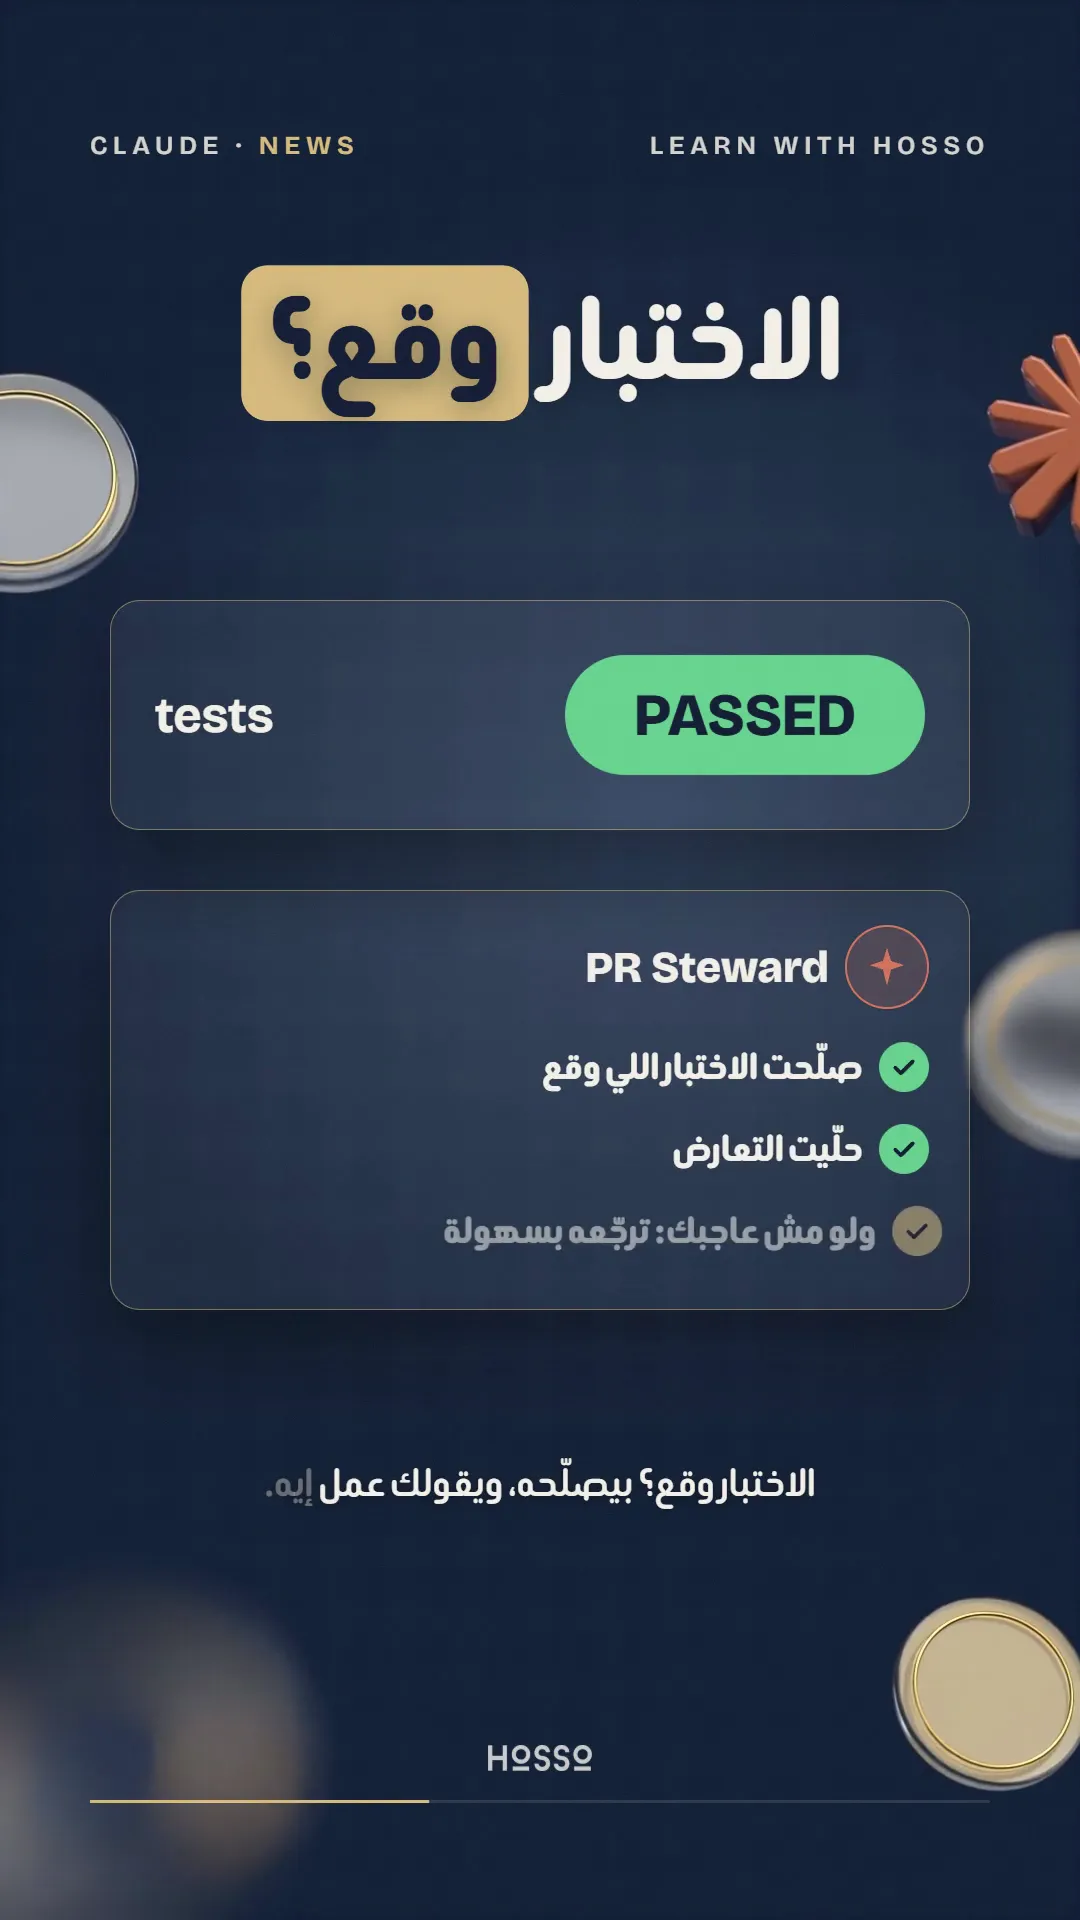 CLAUDE · NEWS
LEARN WITH HOSSO
الاختبار وقع؟
tests
PASSED
PR Steward
صلّحت الاختبار اللي وقع
حلّيت التعارض
ولو مش عاجبك: ترجّعه بسهولة
الاختبار وقع؟ بيصلّحه، ويقولك عمل إيه.
HOSSO